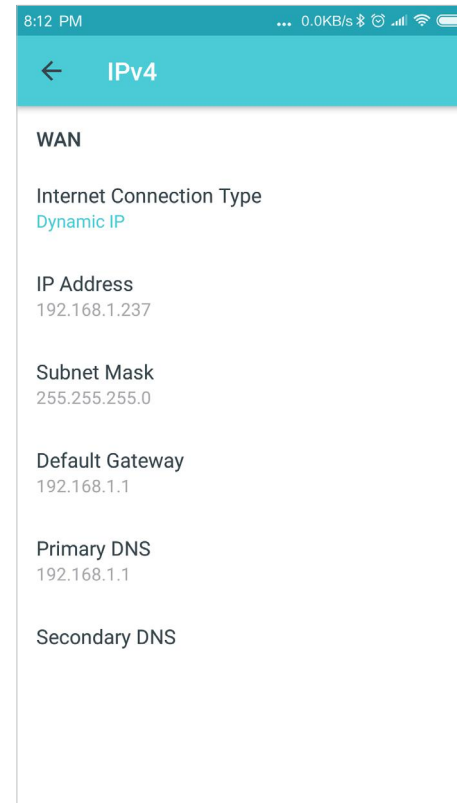 8:12 PM ... 0.0KB/s
IPv4
WAN
Internet Connection Type
Dynamic IP
IP Address
192.168.1.237
Subnet Mask
255.255.255.0
Default Gateway
192.168.1.1
Primary DNS
192.168.1.1
Secondary DNS